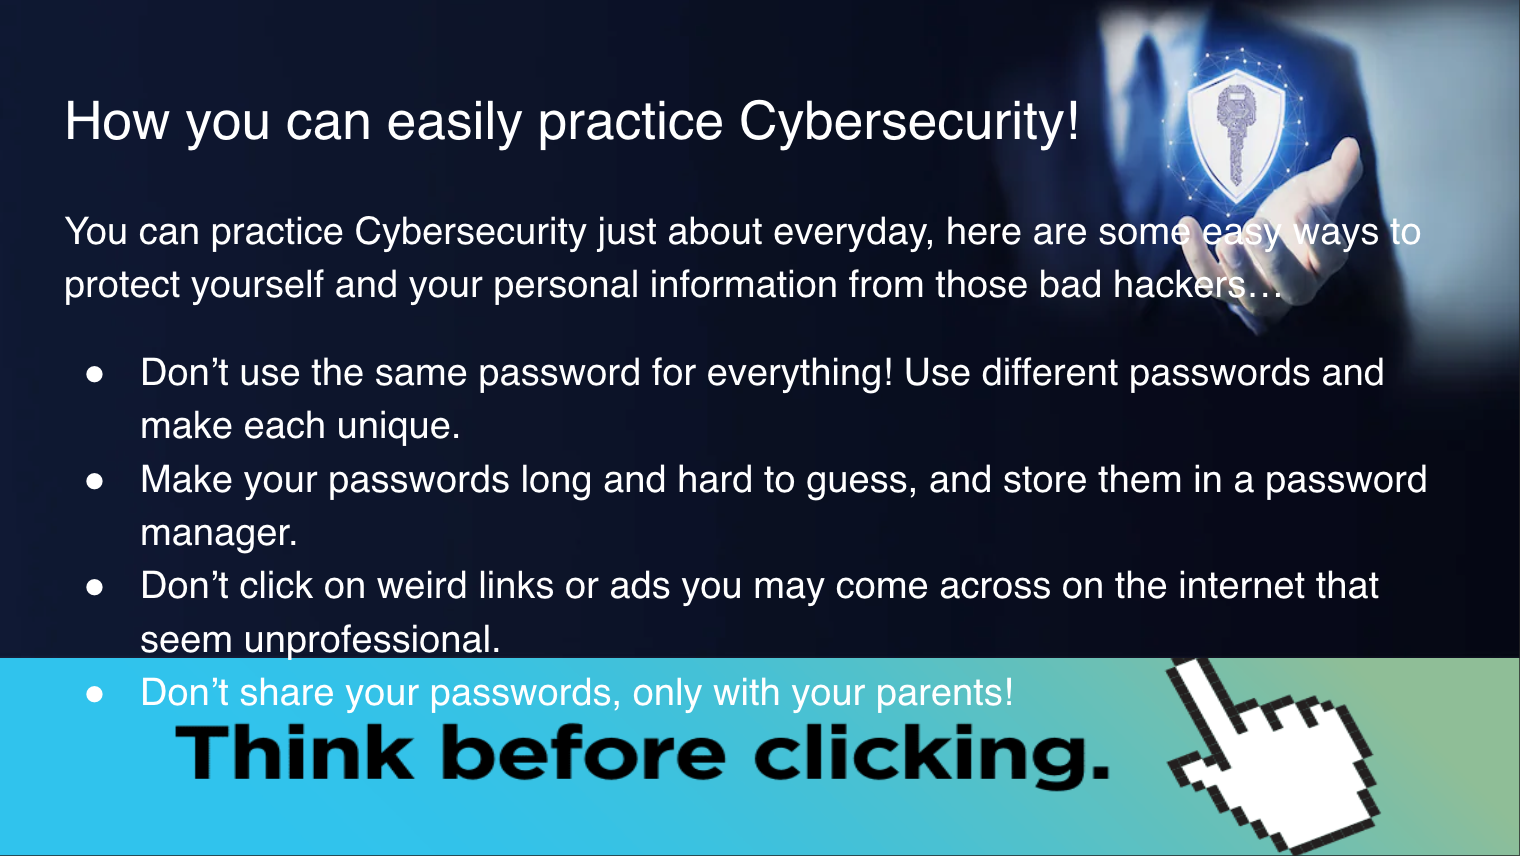 How you can easily practice Cybersecurity!
You can practice Cybersecurity just about everyday, here are some easy ways to
protect yourself and your personal information from those bad hackers…
● Don’t use the same password for everything! Use different passwords and
make each unique.
● Make your passwords long and hard to guess, and store them in a password
manager.
● Don’t click on weird links or ads you may come across on the internet that
seem unprofessional.
● Don’t share your passwords, only with your parents!
Think before clicking.